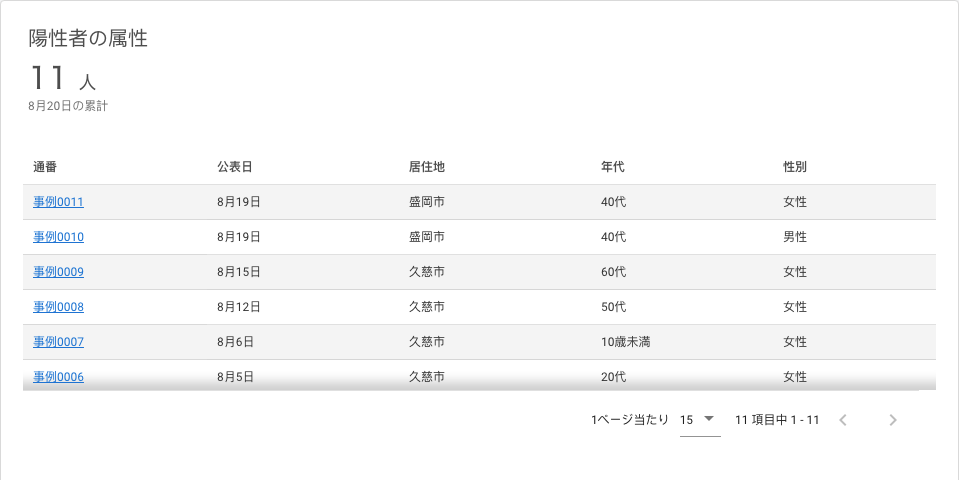 陽性者の属性
11 人
8月20日の累計
通番 公表日 居住地 年代 性別
事例0011 8月19日 盛岡市 40代 女性
事例0010 8月19日 盛岡市 40代 男性
事例0009 8月15日 久慈市 60代 女性
事例0008 8月12日 久慈市 50代 女性
事例0007 8月6日 久慈市 10歳未満 女性
事例0006 8月5日 久慈市 20代 女性
1ページ当たり 15 11 項目中 1 - 11